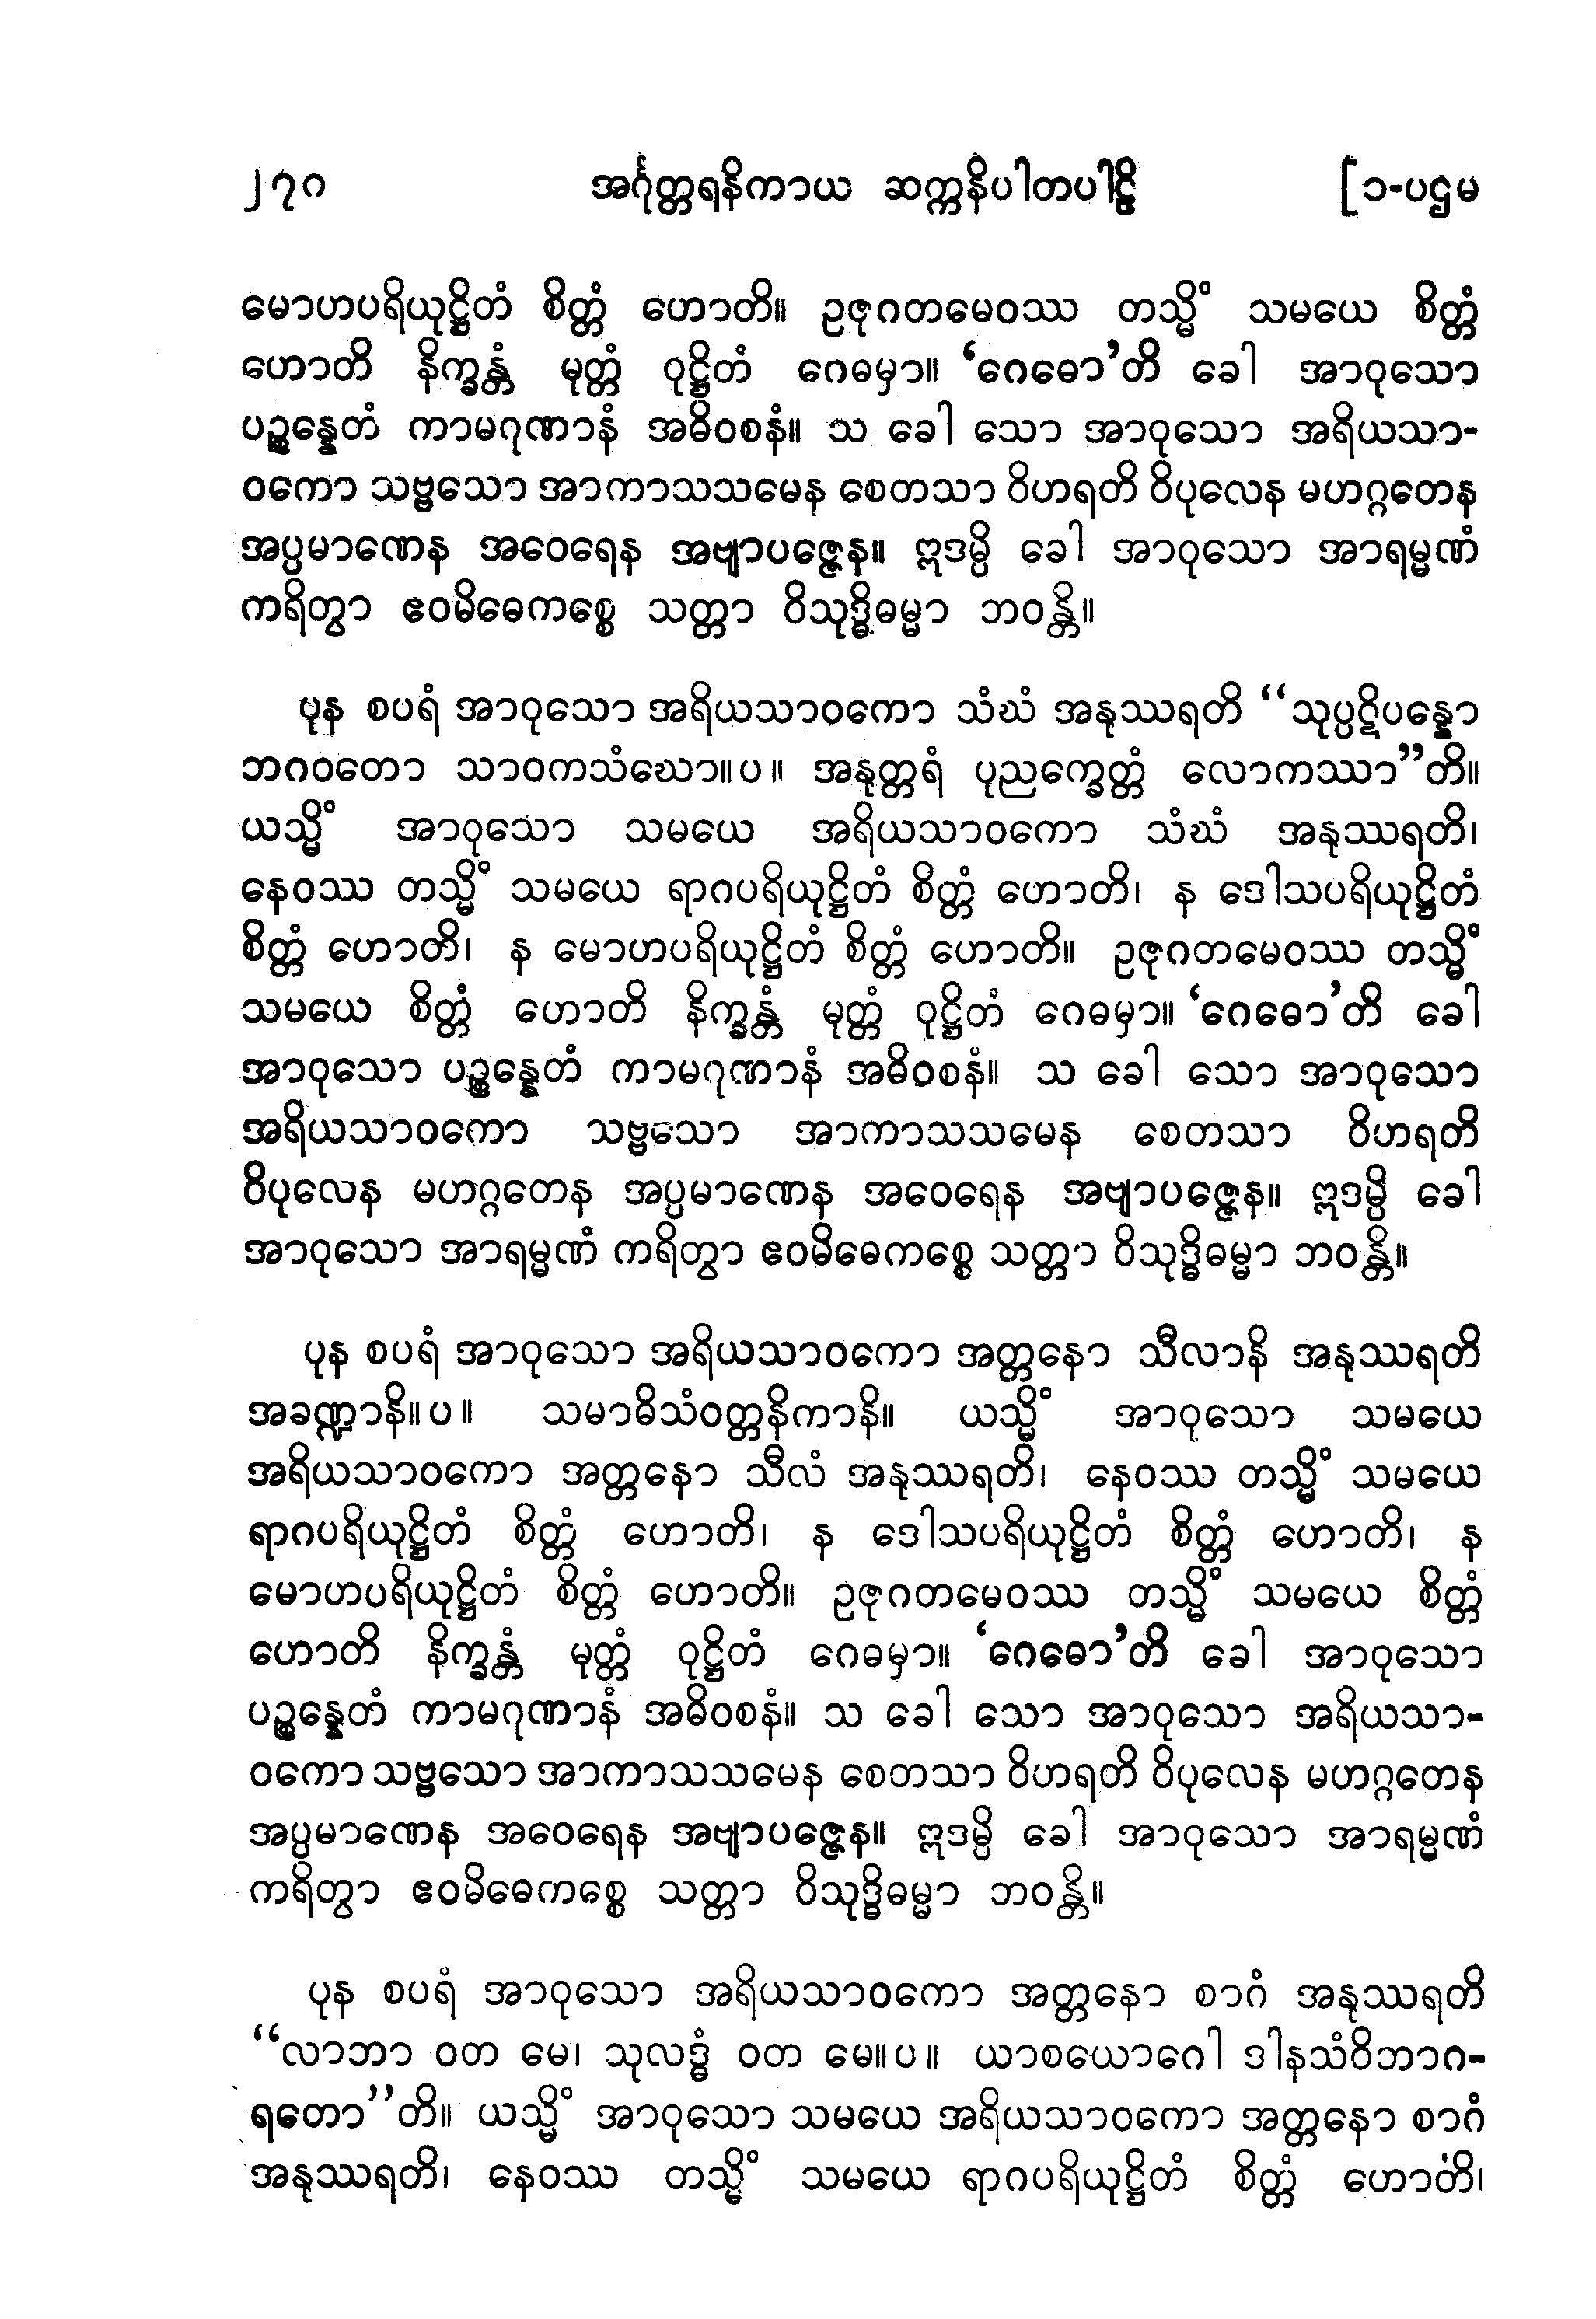 ၂၇၈ အင်္ဂုတ္တရနိကာယ ဆက္ကနိပါတပါဠိ [၁-ပဌမ
မောဟပရိယုဋ္ဌိတံ စိတ္တံ ဟောတိ။ ဥဇုဂတမေဝဿ တသ္မိံ သမယေ စိတ္တံ
ဟောတိ နိက္ခန္တံ မုတ္တံ ဝုဋ္ဌိတံ ဂေဓမှာ။ ‘ဂေဓော’တိ ခေါ အာဝုသော
ပဉ္စန္နေတံ ကာမဂုဏာနံ အဓိဝစနံ။ သ ခေါ သော အာဝုသော အရိယသာ-
ဝကော သဗ္ဗသော အာကာသသမေန စေတသာ ဝိဟရတိ ဝိပုလေန မဟဂ္ဂတေန
အပ္ပမာဏေန အဝေရေန အဗျာပဇ္ဇေန။ ဣဒမ္ပိ ခေါ အာဝုသော အာရမ္မဏံ
ကရိတွာ ဧဝမိဓေကစ္စေ သတ္တာ ဝိသုဒ္ဓိဓမ္မာ ဘဝန္တိ။
ပုန စပရံ အာဝုသော အရိယသာဝကော သံဃံ အနုဿရတိ “သုပ္ပဋိပန္နော
ဘဂဝတော သာဝကသံဃော။ပ။ အနုတ္တရံ ပုညက္ခေတ္တံ လောကဿာ”တိ။
ယသ္မိံ အာဝုသော သမယေ အရိယသာဝကော သံဃံ အနုဿရတိ၊
နေဝဿ တသ္မိံ သမယေ ရာဂပရိယုဋ္ဌိတံ စိတ္တံ ဟောတိ၊ န ဒေါသပရိယုဋ္ဌိတံ
စိတ္တံ ဟောတိ၊ န မောဟပရိယုဋ္ဌိတံ စိတ္တံ ဟောတိ။ ဥဇုဂတမေဝဿ တသ္မိံ
သမယေ စိတ္တံ ဟောတိ နိက္ခန္တံ မုတ္တံ ဝုဋ္ဌိတံ ဂေဓမှာ။ ‘ဂေဓော’တိ ခေါ
အာဝုသော ပဉ္စန္နေတံ ကာမဂုဏာနံ အဓိဝစနံ။ သ ခေါ သော အာဝုသော
အရိယသာဝကော သဗ္ဗသော အာကာသသမေန စေတသာ ဝိဟရတိ
ဝိပုလေန မဟဂ္ဂတေန အပ္ပမာဏေန အဝေရေန အဗျာပဇ္ဇေန။ ဣဒမ္ပိ ခေါ
အာဝုသော အာရမ္မဏံ ကရိတွာ ဧဝမိဓေကစ္စေ သတ္တာ ဝိသုဒ္ဓိဓမ္မာ ဘဝန္တိ။
ပုန စပရံ အာဝုသော အရိယသာဝကော အတ္တနော သီလာနိ အနုဿရတိ
အခဏ္ဍာနိ။ပ။ သမာဓိသံဝတ္တနိကာနိ။ ယသ္မိံ အာဝုသော သမယေ
အရိယသာဝကော အတ္တနော သီလံ အနုဿရတိ၊ နေဝဿ တသ္မိံ သမယေ
ရာဂပရိယုဋ္ဌိတံ စိတ္တံ ဟောတိ၊ န ဒေါသပရိယုဋ္ဌိတံ စိတ္တံ ဟောတိ၊ န
မောဟပရိယုဋ္ဌိတံ စိတ္တံ ဟောတိ။ ဥဇုဂတမေဝဿ တသ္မိံ သမယေ စိတ္တံ
ဟောတိ နိက္ခန္တံ မုတ္တံ ဝုဋ္ဌိတံ ဂေဓမှာ။ ‘ဂေဓော’တိ ခေါ အာဝုသော
ပဉ္စန္နေတံ ကာမဂုဏာနံ အဓိဝစနံ။ သ ခေါ သော အာဝုသော အရိယသာ-
ဝကော သဗ္ဗသော အာကာသသမေန စေတသာ ဝိဟရတိ ဝိပုလေန မဟဂ္ဂတေန
အပ္ပမာဏေန အဝေရေန အဗျာပဇ္ဇေန။ ဣဒမ္ပိ ခေါ အာဝုသော အာရမ္မဏံ
ကရိတွာ ဧဝမိဓေကစ္စေ သတ္တာ ဝိသုဒ္ဓိဓမ္မာ ဘဝန္တိ။
ပုန စပရံ အာဝုသော အရိယသာဝကော အတ္တနော စာဂံ အနုဿရတိ
“လာဘာ ဝတ မေ၊ သုလဒ္ဓံ ဝတ မေ။ပ။ ယာစယောဂေါ ဒါနသံဝိဘာဂ-
ရတော”တိ။ ယသ္မိံ အာဝုသော သမယေ အရိယသာဝကော အတ္တနော စာဂံ
အနုဿရတိ၊ နေဝဿ တသ္မိံ သမယေ ရာဂပရိယုဋ္ဌိတံ စိတ္တံ ဟောတိ၊